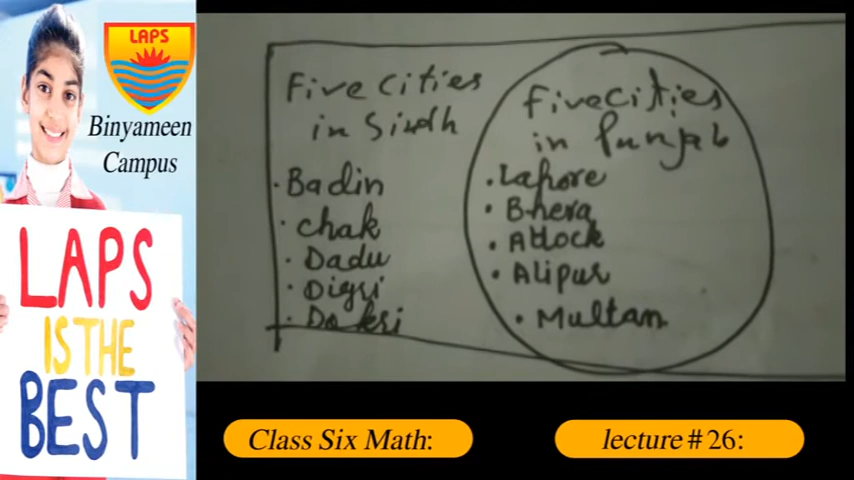 LAPS
Binyameen
Campus
LAPS
IS THE
BEST
Five cities
in Sindh
• Badin
• chak
• Dadu
• Digri
• Dokri
Five cities
in Punjab
• Lahore
• Bhera
• Attock
• Alipur
• Multan
Class Six Math:
lecture # 26: